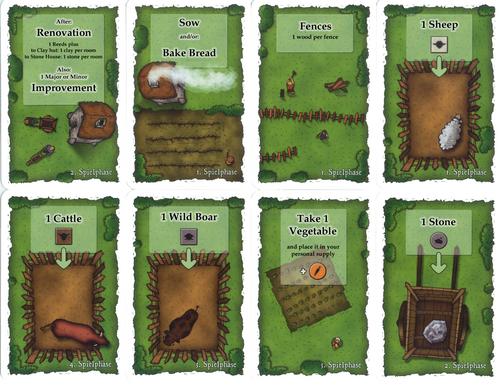 After:
Renovation
1 Reeds plus
to Clay hut: 1 clay per room
to Stone House: 1 stone per room
Also:
1 Major or Minor
Improvement
2. Spielphase
Sow
and/or:
Bake Bread
1. Spielphase
Fences
1 wood per fence
1. Spielphase
1 Sheep
1. Spielphase
1 Cattle
4. Spielphase
1 Wild Boar
3. Spielphase
Take 1
Vegetable
and place it in your
personal supply
+
3. Spielphase
1 Stone
2. Spielphase